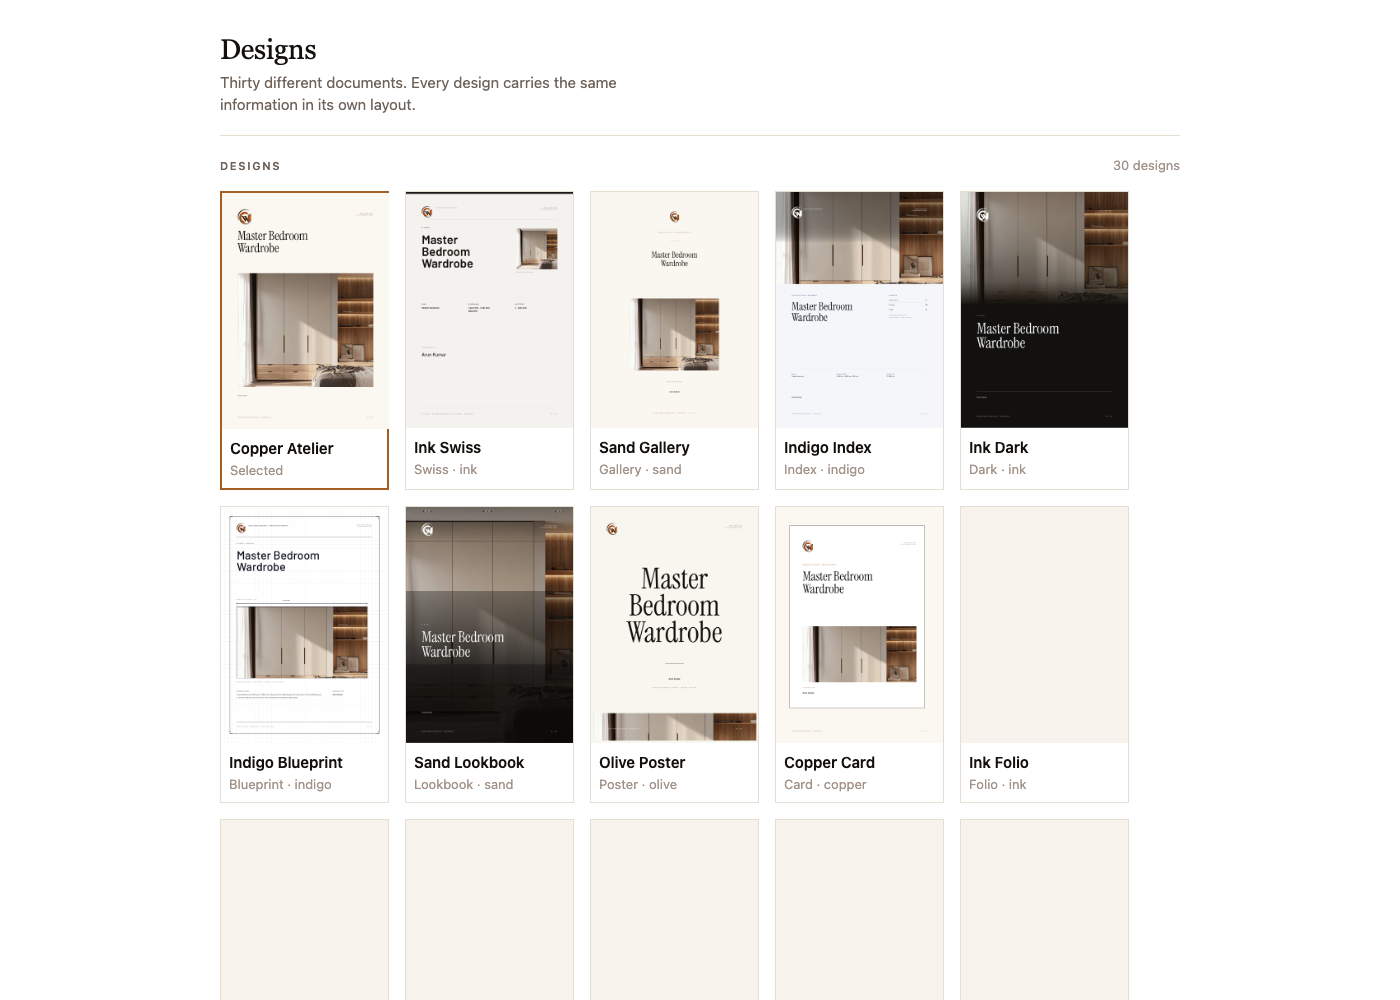 Designs
Thirty different documents. Every design carries the same
information in its own layout.
DESIGNS
30 designs
Master Bedroom
Wardrobe
Copper Atelier
Selected
Master
Bedroom
Wardrobe
Arun Kumar
Ink Swiss
Swiss · ink
Master Bedroom
Wardrobe
Sand Gallery
Gallery · sand
Master Bedroom
Wardrobe
Indigo Index
Index · indigo
Master Bedroom
Wardrobe
Ink Dark
Dark · ink
Master Bedroom
Wardrobe
Indigo Blueprint
Blueprint · indigo
Master Bedroom
Wardrobe
Sand Lookbook
Lookbook · sand
Master
Bedroom
Wardrobe
Olive Poster
Poster · olive
Master Bedroom
Wardrobe
Copper Card
Card · copper
Ink Folio
Folio · ink